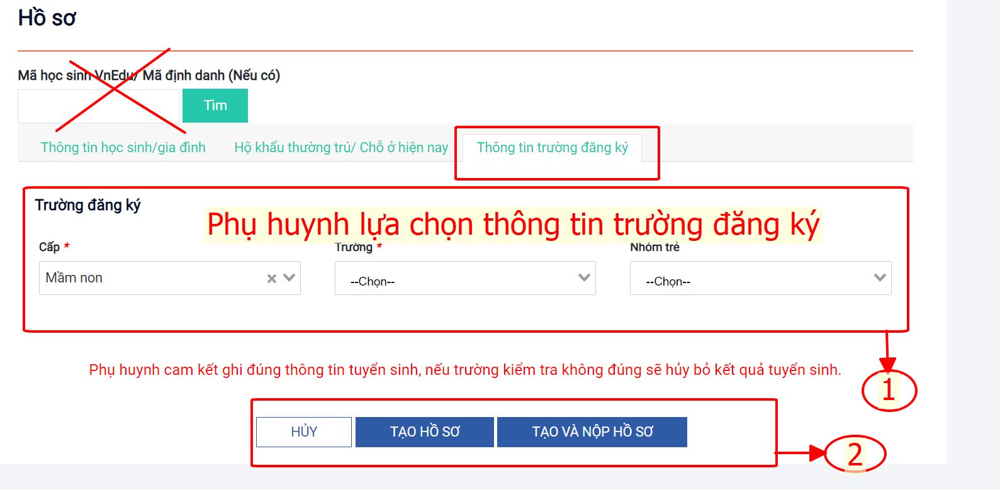 Hồ sơ
Mã học sinh VnEdu/ Mã định danh (Nếu có)
Tìm
Thông tin học sinh/gia đình Hộ khẩu thường trú/ Chỗ ở hiện nay Thông tin trường đăng ký
Trường đăng ký
Phụ huynh lựa chọn thông tin trường đăng ký
Cấp * Trường * Nhóm trẻ
Mầm non --Chọn-- --Chọn--
Phụ huynh cam kết ghi đúng thông tin tuyển sinh, nếu trường kiểm tra không đúng sẽ hủy bỏ kết quả tuyển sinh.
1
HỦY TẠO HỒ SƠ TẠO VÀ NỘP HỒ SƠ
2